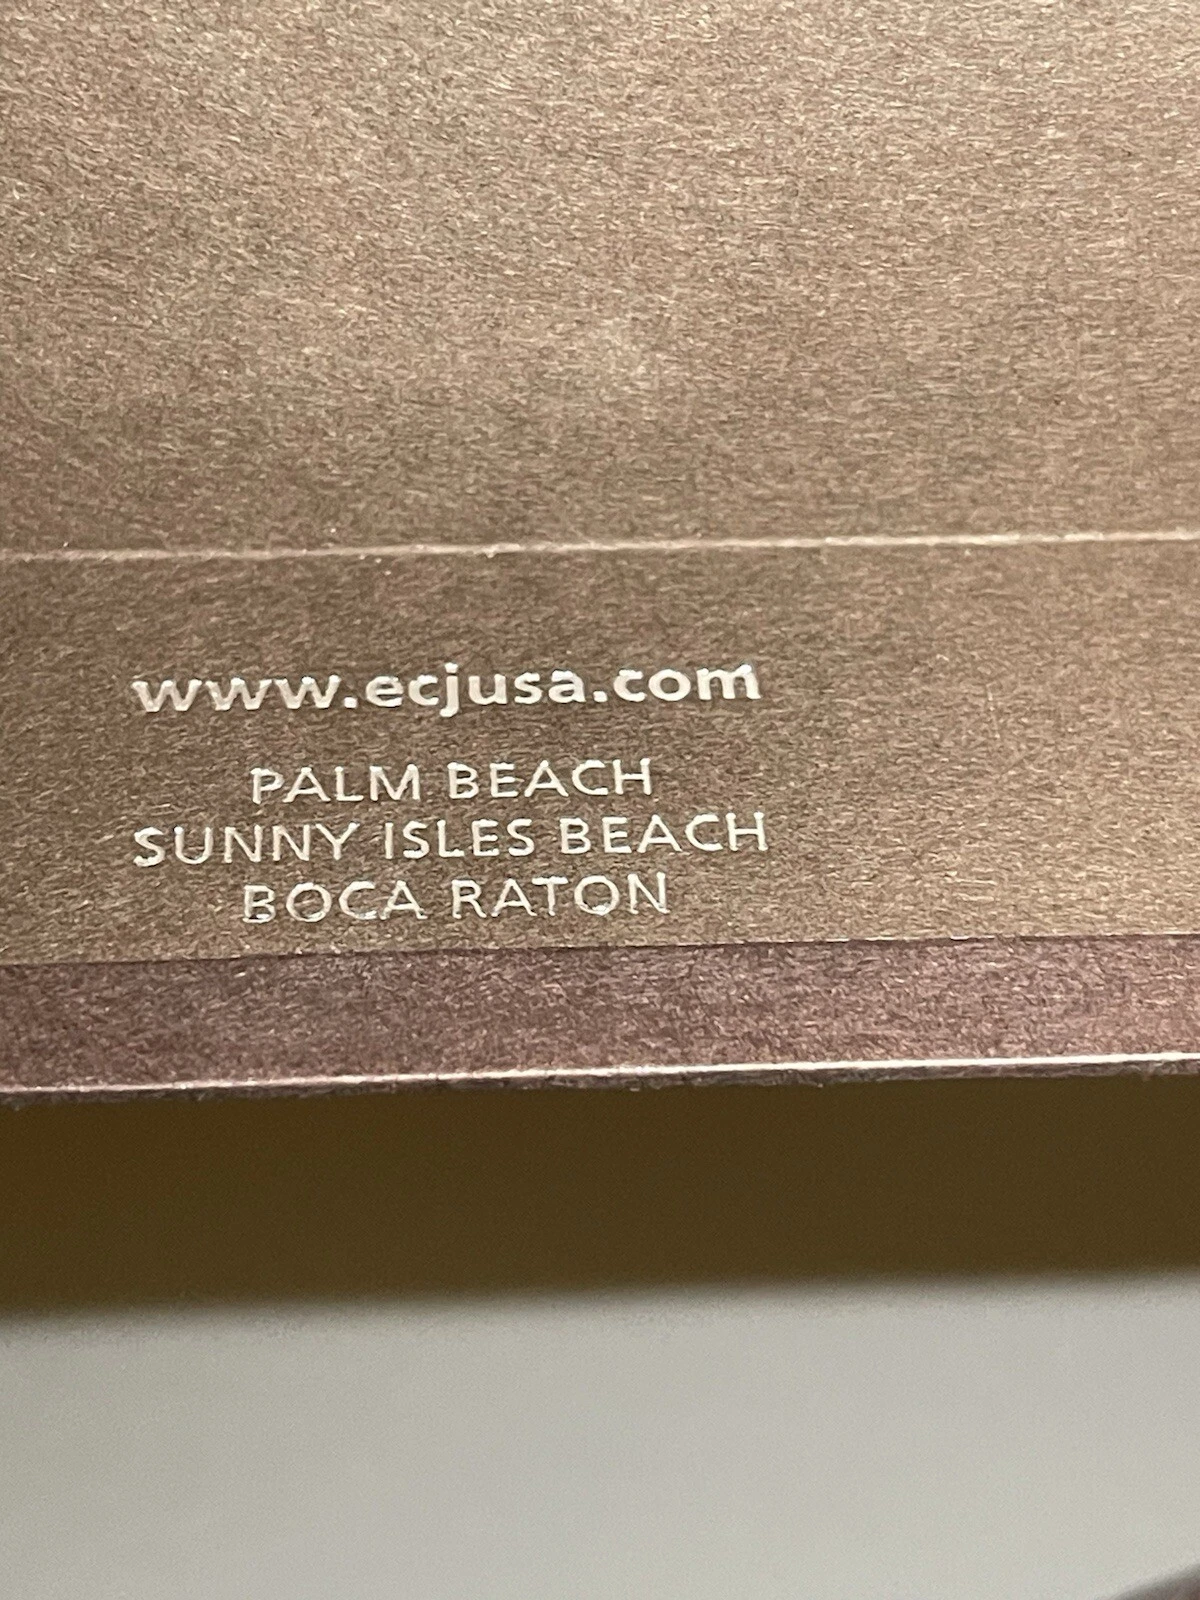 www.ecjusa.com
PALM BEACH
SUNNY ISLES BEACH
BOCA RATON